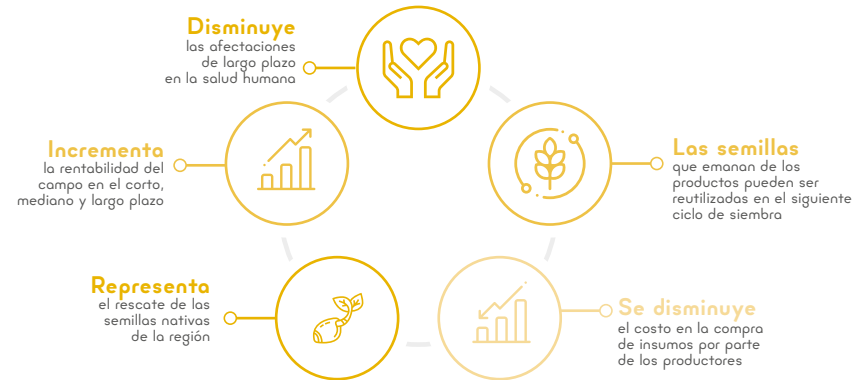 Disminuye
las afectaciones
de largo plazo
en la salud humana
Incrementa
la rentabilidad del
campo en el corto,
mediano y largo plazo
Las semillas
que emanan de los
productos pueden ser
reutilizadas en el siguiente
ciclo de siembra
Representa
el rescate de las
semillas nativas
de la región
Se disminuye
el costo en la compra
de insumos por parte
de los productores